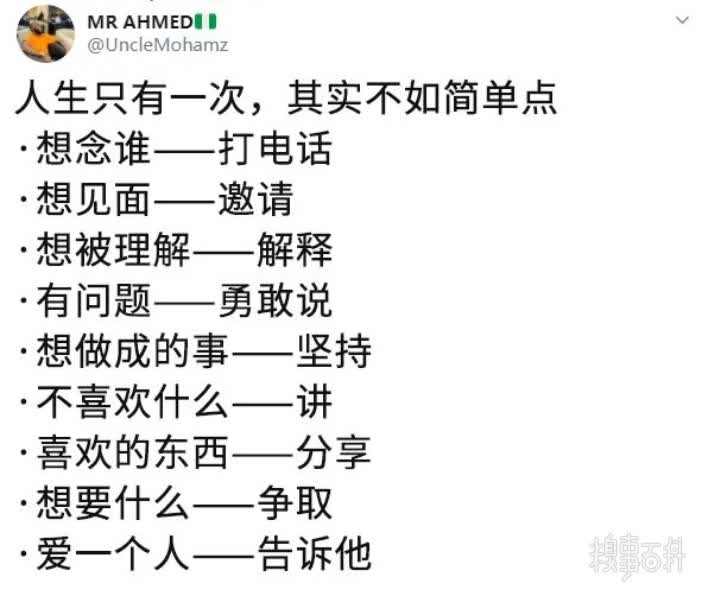 MR AHMED🇳🇬
@UncleMohamz
人生只有一次，其实不如简单点
·想念谁——打电话
·想见面——邀请
·想被理解——解释
·有问题——勇敢说
·想做成的事——坚持
·不喜欢什么——讲
·喜欢的东西——分享
·想要什么——争取
·爱一个人——告诉他
糗事百科